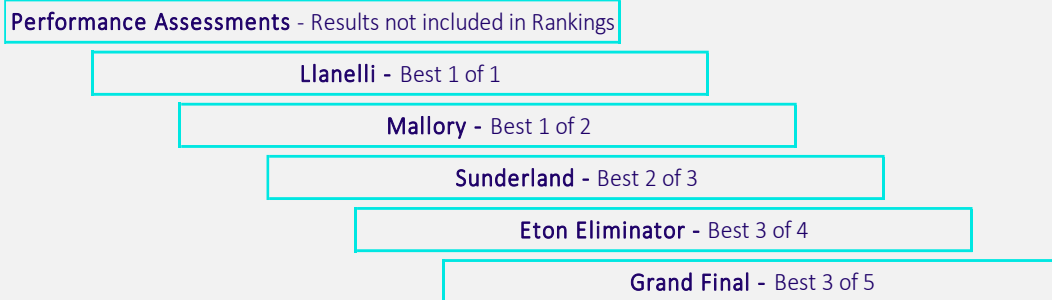 Performance Assessments - Results not included in Rankings
Llanelli - Best 1 of 1
Mallory - Best 1 of 2
Sunderland - Best 2 of 3
Eton Eliminator - Best 3 of 4
Grand Final - Best 3 of 5